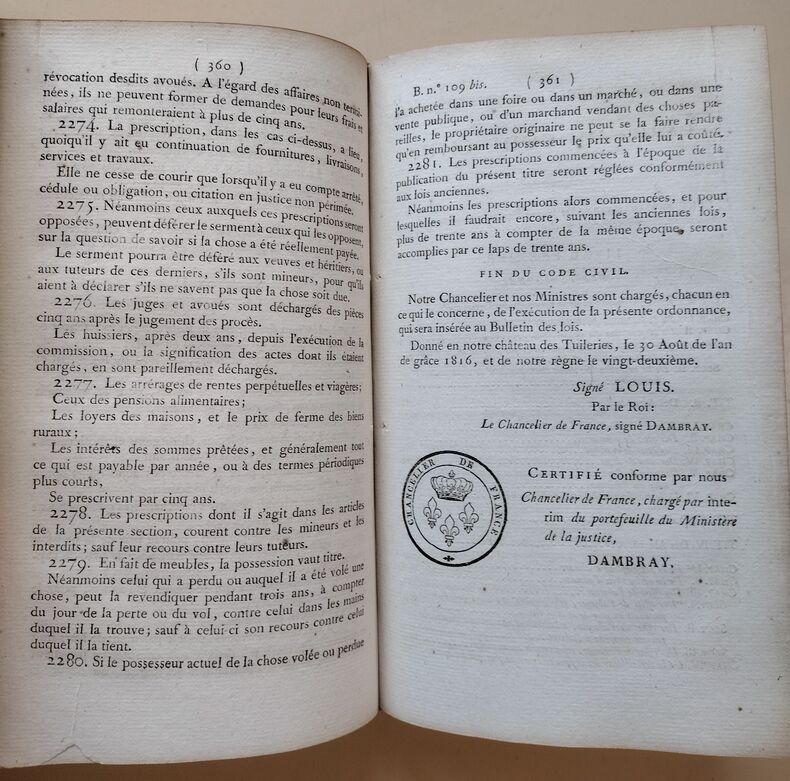 ( 360 )
révocation desdits avoués. A l'égard des affaires non termi-
nées, ils ne peuvent former de demandes pour leurs frais et
salaires qui remonteraient à plus de cinq ans.
2274. La prescription, dans les cas ci-dessus, a lieu,
quoiqu'il y ait eu continuation de fournitures, livraisons,
services et travaux.
Elle ne cesse de courir que lorsqu'il y a eu compte arrêté,
cédule ou obligation, ou citation en justice non périmée.
2275. Néanmoins ceux auxquels ces prescriptions seront
opposées, peuvent déférer le serment à ceux qui les opposent,
sur la question de savoir si la chose a été réellement payée.
Le serment pourra être déféré aux veuves et héritiers, ou
aux tuteurs de ces derniers, s'ils sont mineurs, pour qu'ils
aient à déclarer s'ils ne savent pas que la chose soit due.
2276. Les juges et avoués sont déchargés des pièces
cinq ans après le jugement des procès.
Les huissiers, après deux ans, depuis l'exécution de la
commission, ou la signification des actes dont ils étaient
chargés, en sont pareillement déchargés.
2277. Les arrérages de rentes perpétuelles et viagères;
Ceux des pensions alimentaires;
Les loyers des maisons, et le prix de ferme des biens
ruraux;
Les intérêts des sommes prêtées, et généralement tout
ce qui est payable par année, ou à des termes périodiques
plus courts,
Se prescrivent par cinq ans.
2278. Les prescriptions dont il s'agit dans les articles
de la présente section, courent contre les mineurs et les
interdits; sauf leur recours contre leurs tuteurs.
2279. En fait de meubles, la possession vaut titre.
Néanmoins celui qui a perdu ou auquel il a été volé une
chose, peut la revendiquer pendant trois ans, à compter
du jour de la perte ou du vol, contre celui dans les mains
duquel il la trouve; sauf à celui-ci son recours contre celui
duquel il la tient.
2280. Si le possesseur actuel de la chose volée ou perdue
B. n.º 109 bis. ( 361 )
l'a achetée dans une foire ou dans un marché, ou dans une
vente publique, ou d'un marchand vendant des choses pa-
reilles, le propriétaire originaire ne peut se la faire rendre
qu'en remboursant au possesseur le prix qu'elle lui a coûté.
2281. Les prescriptions commencées à l'époque de la
publication du présent titre seront réglées conformément
aux lois anciennes.
Néanmoins les prescriptions alors commencées, et pour
lesquelles il faudrait encore, suivant les anciennes lois,
plus de trente ans à compter de la même époque, seront
accomplies par ce laps de trente ans.
FIN DU CODE CIVIL.
Notre Chancelier et nos Ministres sont chargés, chacun en
ce qui le concerne, de l'exécution de la présente ordonnance,
qui sera insérée au Bulletin des lois.
Donné en notre château des Tuileries, le 30 Août de l'an
de grâce 1816, et de notre règne le vingt-deuxième.
Signé LOUIS.
Par le Roi:
Le Chancelier de France, signé DAMBRAY.
CHANCELIER DE FRANCE
CERTIFIÉ conforme par nous
Chancelier de France, chargé par inte-
rim du portefeuille du Ministère
de la justice,
DAMBRAY.